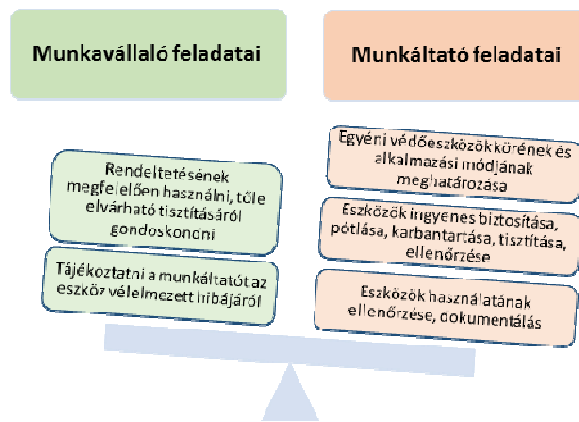 Munkavállaló feladatai
Munkáltató feladatai
Rendeltetésének
megfelelően használni, tőle
elvárható tisztításáról
gondoskodni
Tájékoztatni a munkáltatót az
eszköz vélelmezett hibájáról
Egyéni védőeszközök körének és
alkalmazási módjának
meghatározása
Eszközök ingyenes biztosítása,
pótlása, karbantartása, tisztítása,
ellenőrzése
Eszközök használatának
ellenőrzése, dokumentálás